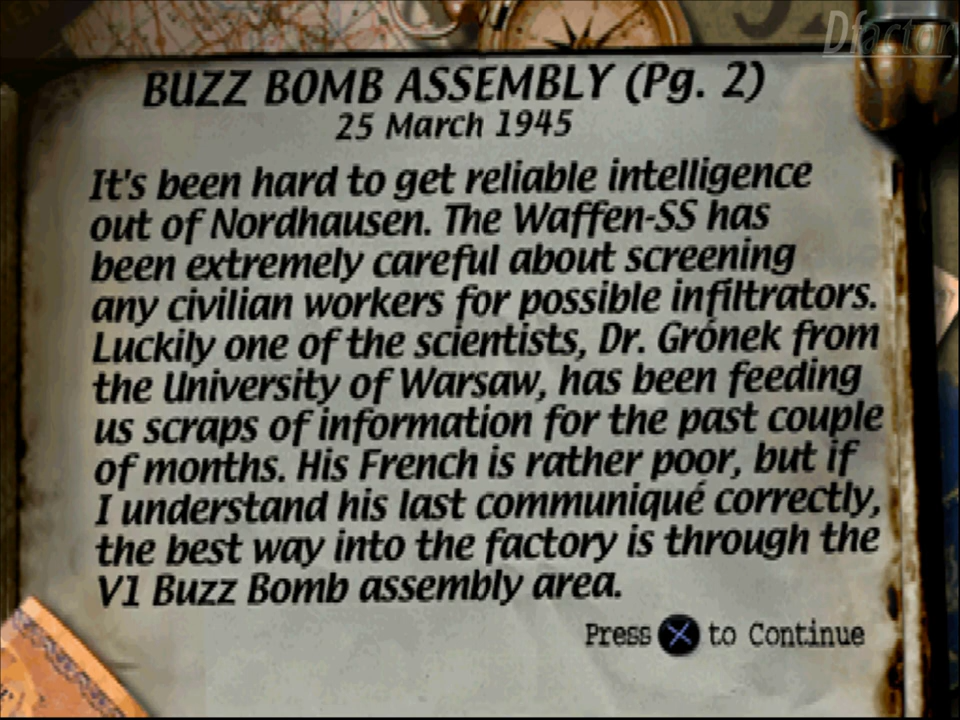 Dfactor
BUZZ BOMB ASSEMBLY (Pg. 2)
25 March 1945
It's been hard to get reliable intelligence
out of Nordhausen. The Waffen-SS has
been extremely careful about screening
any civilian workers for possible infiltrators.
Luckily one of the scientists, Dr. Grónek from
the University of Warsaw, has been feeding
us scraps of information for the past couple
of months. His French is rather poor, but if
I understand his last communiqué correctly,
the best way into the factory is through the
V1 Buzz Bomb assembly area.
Press X to Continue